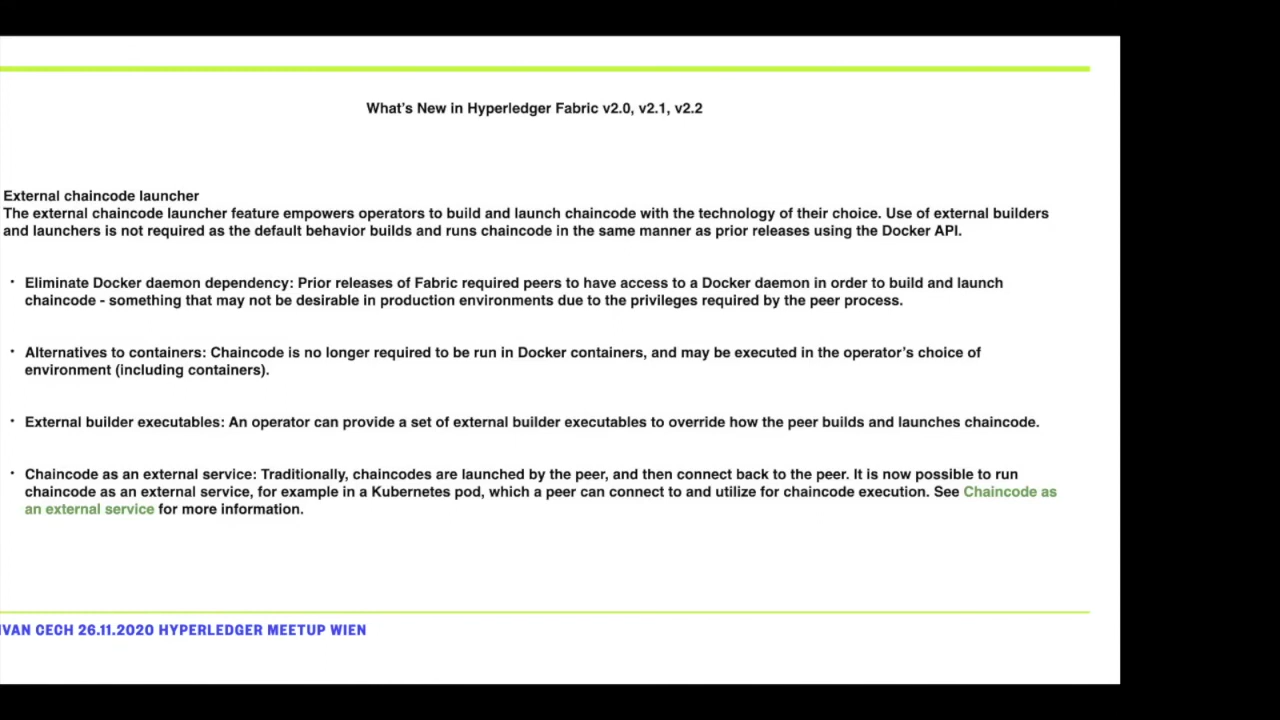 What's New in Hyperledger Fabric v2.0, v2.1, v2.2
External chaincode launcher
The external chaincode launcher feature empowers operators to build and launch chaincode with the technology of their choice. Use of external builders
and launchers is not required as the default behavior builds and runs chaincode in the same manner as prior releases using the Docker API.
· Eliminate Docker daemon dependency: Prior releases of Fabric required peers to have access to a Docker daemon in order to build and launch
chaincode - something that may not be desirable in production environments due to the privileges required by the peer process.
· Alternatives to containers: Chaincode is no longer required to be run in Docker containers, and may be executed in the operator's choice of
environment (including containers).
· External builder executables: An operator can provide a set of external builder executables to override how the peer builds and launches chaincode.
· Chaincode as an external service: Traditionally, chaincodes are launched by the peer, and then connect back to the peer. It is now possible to run
chaincode as an external service, for example in a Kubernetes pod, which a peer can connect to and utilize for chaincode execution. See Chaincode as
an external service for more information.
IVAN CECH 26.11.2020 HYPERLEDGER MEETUP WIEN